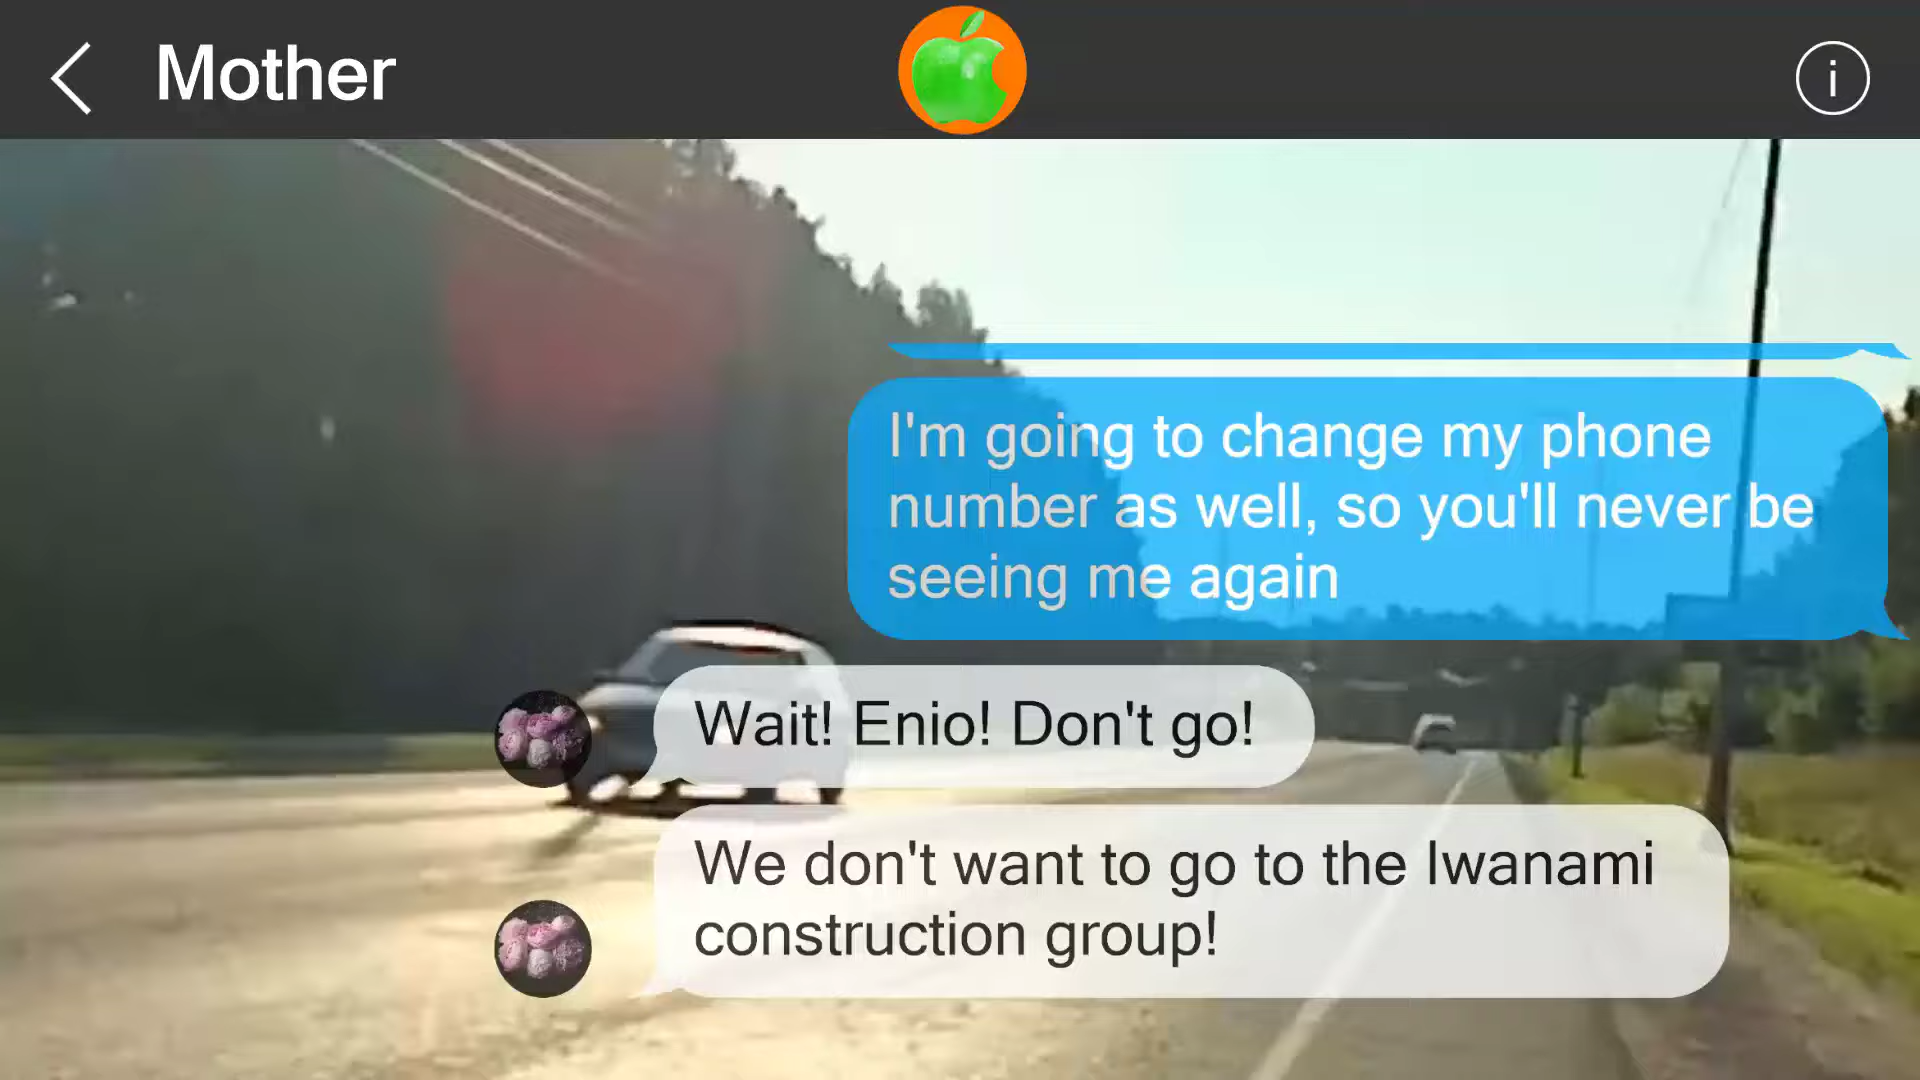 Mother
i
I'm going to change my phone
number as well, so you'll never be
seeing me again
Wait! Enio! Don't go!
We don't want to go to the Iwanami
construction group!